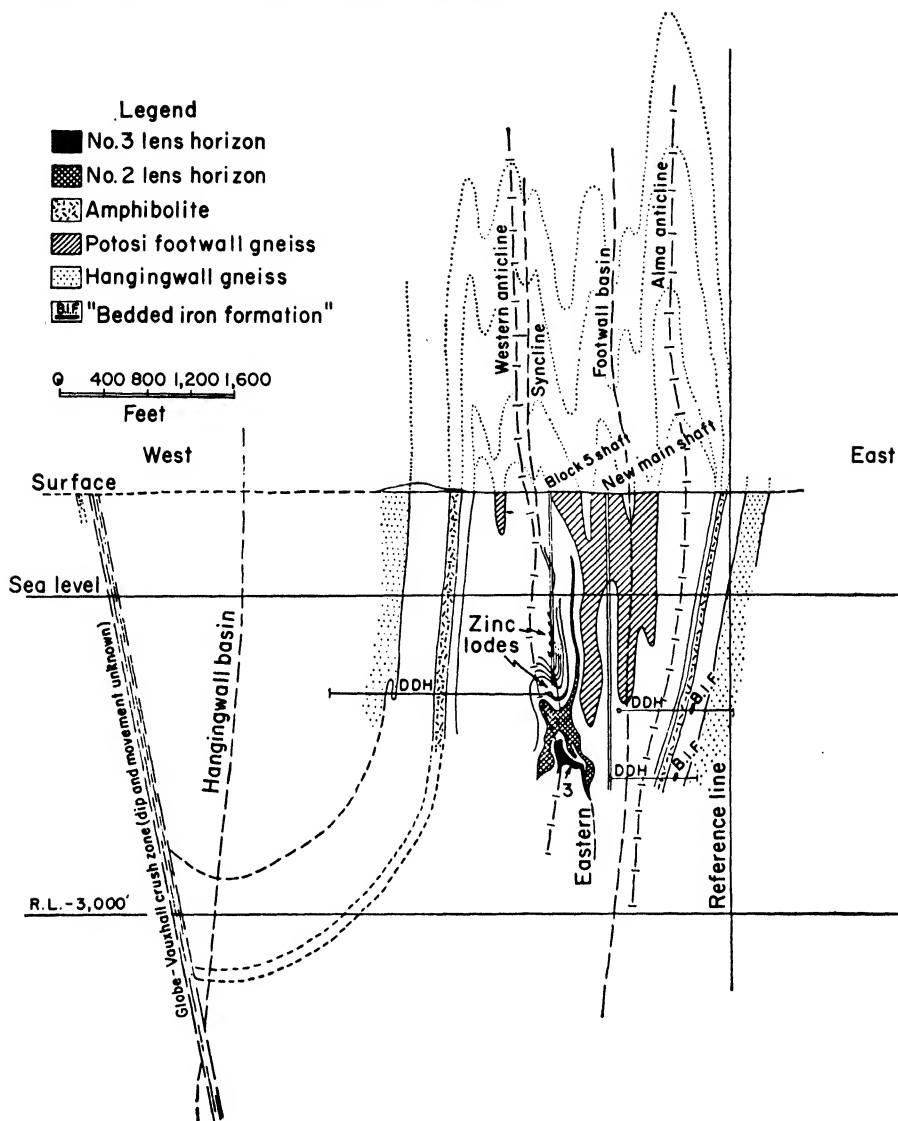 Legend
No.3 lens horizon
No.2 lens horizon
Amphibolite
Potosi footwall gneiss
Hangingwall gneiss
B.I.F. "Bedded iron formation"
0 400 800 1,200 1,600
Feet
West
East
Surface
Sea level
R.L.-3,000'
Western anticline
Syncline
Footwall basin
Alma anticline
Block 5 shaft
New main shaft
Zinc
lodes
DDH
DDH
DDH
B.I.F.
B.I.F.
3
Eastern
Hangingwall basin
Globe-Vauxhall crush zone (dip and movement unknown)
Reference line